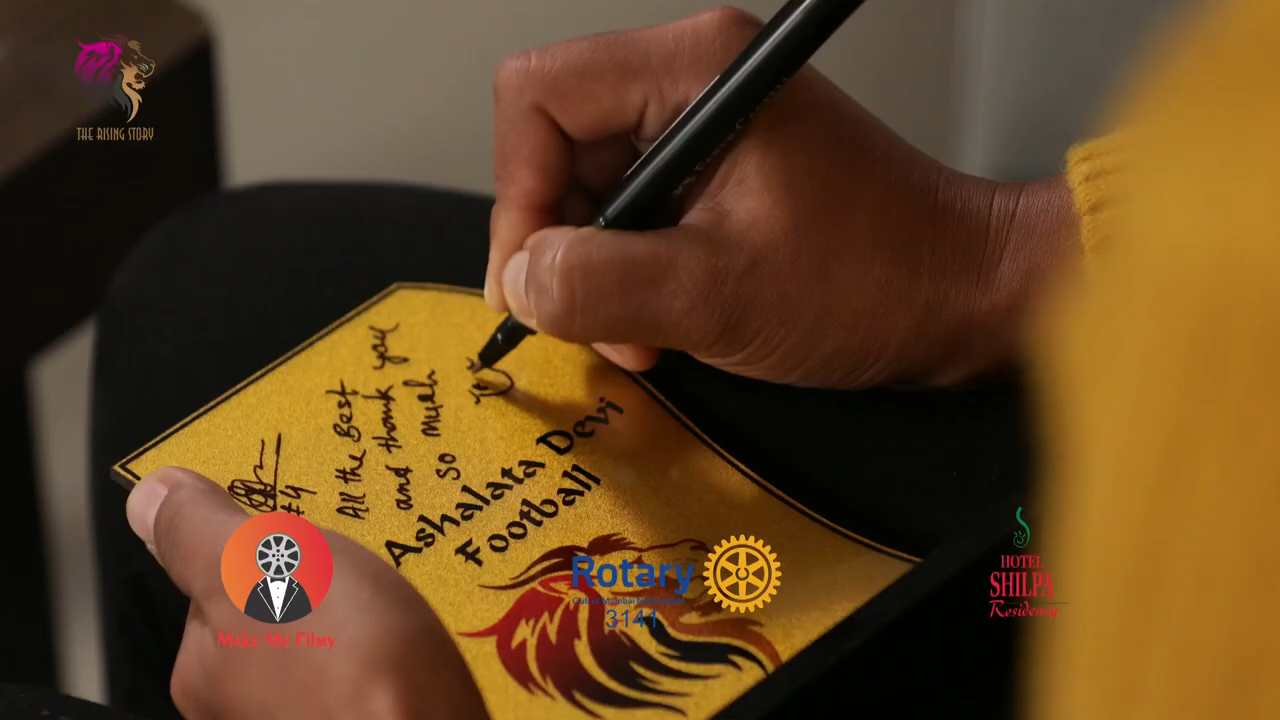 THE RISING STORY
All the Best
and thank you
so much
#4
Ashalata Devi
Football
Make Me Filmy
Rotary
3141
HOTEL
SHILPA
Residency